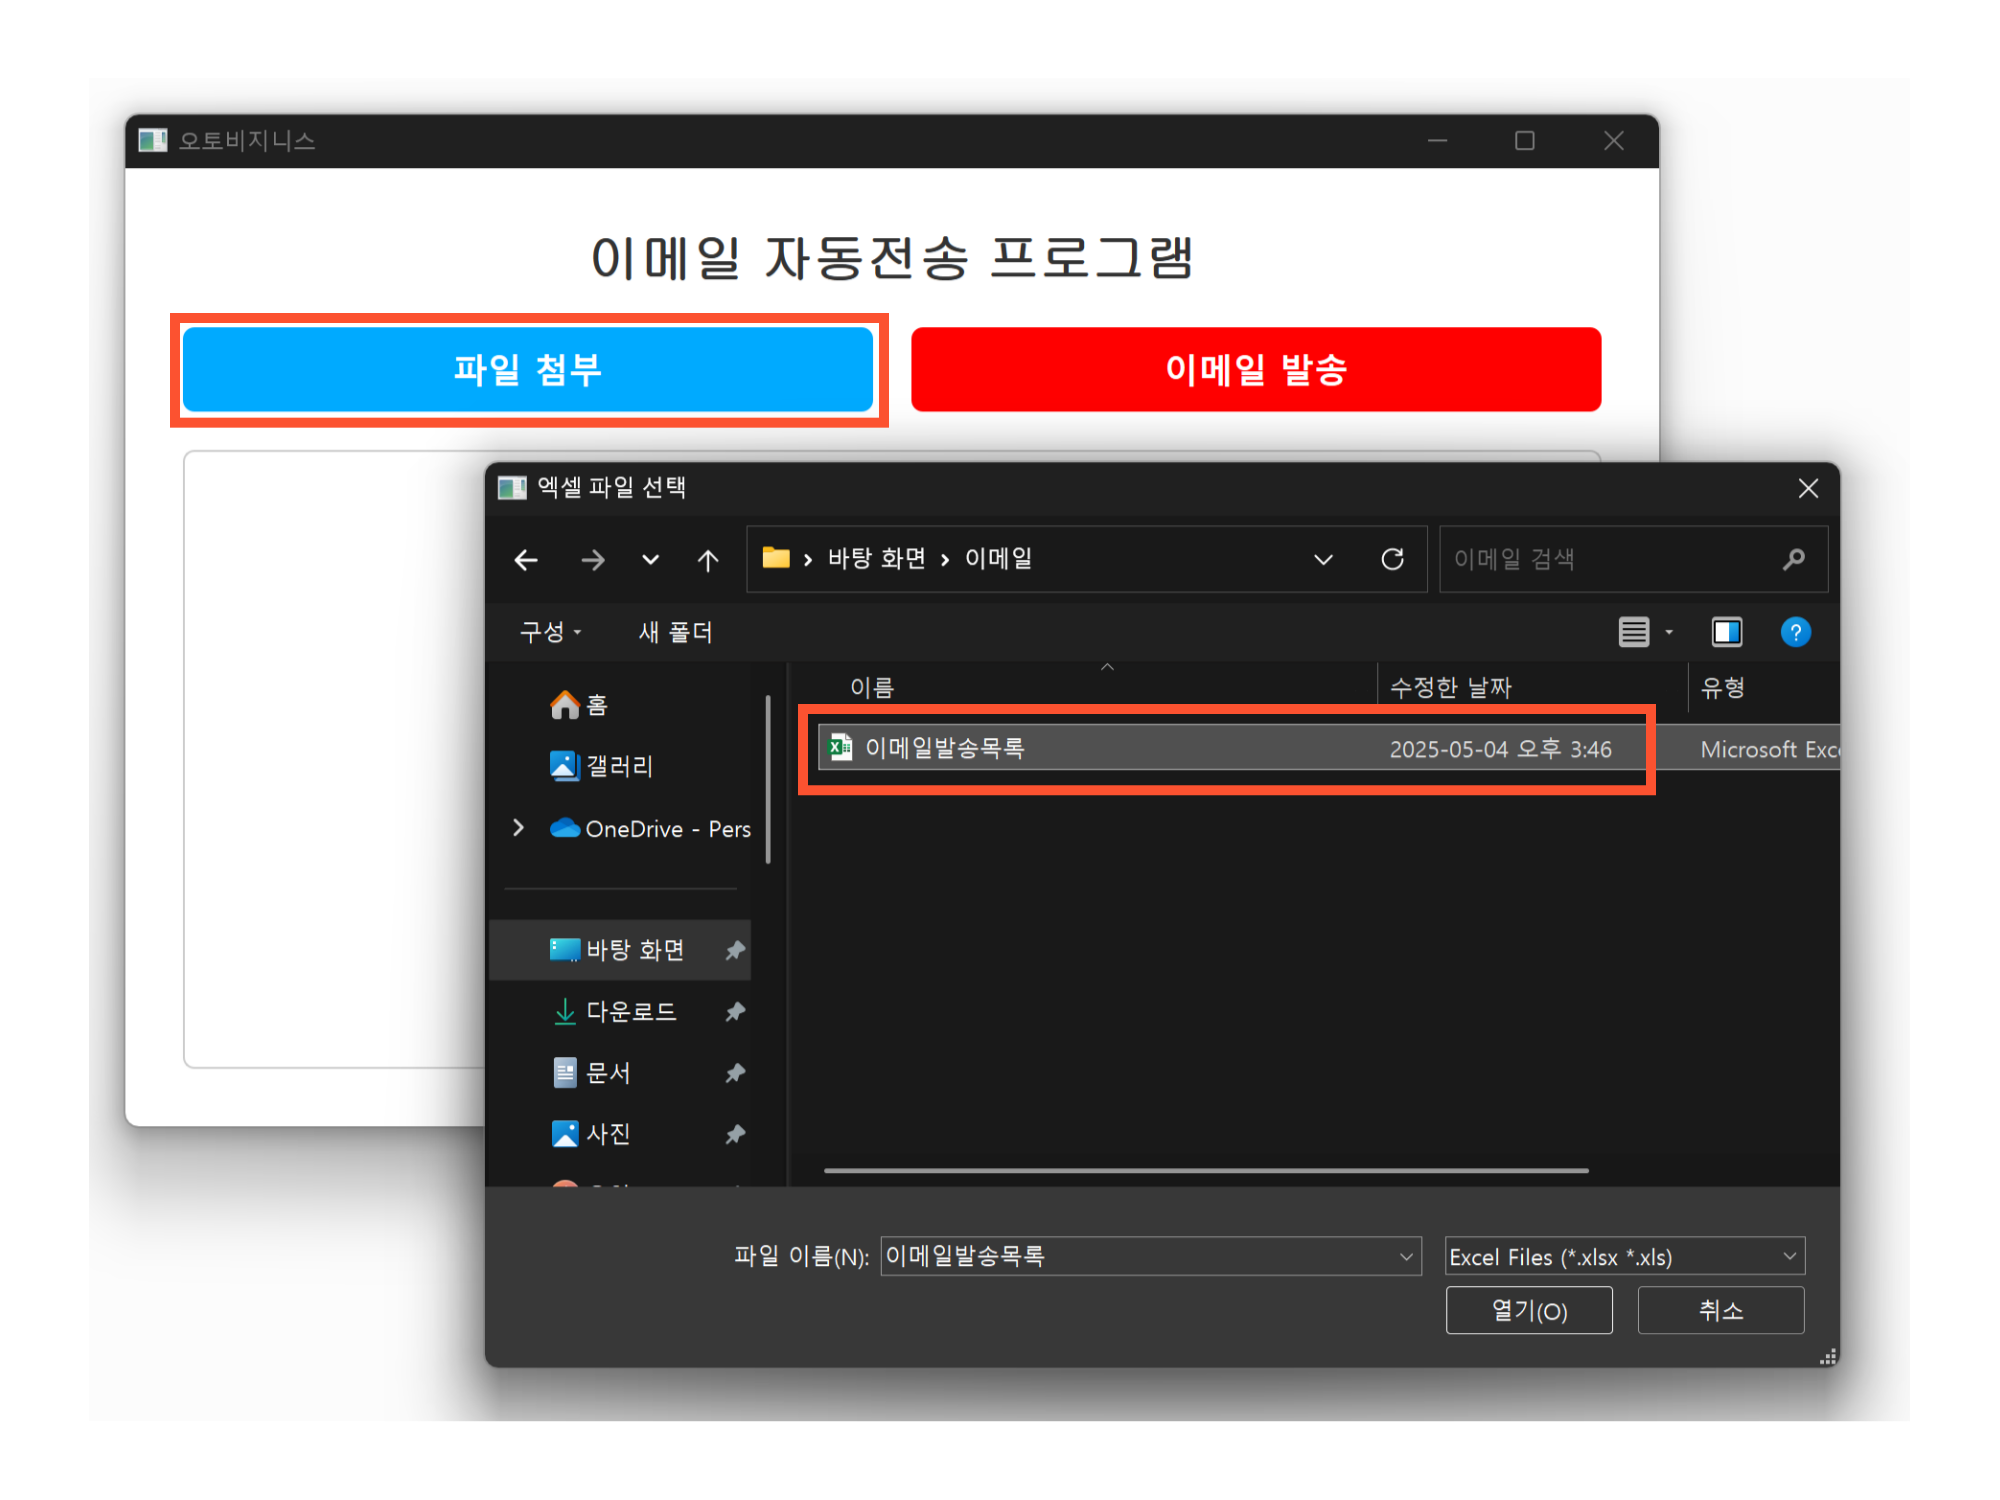 오토비지니스
이메일 자동전송 프로그램
파일 첨부
이메일 발송
엑셀 파일 선택
바탕 화면 > 이메일
이메일 검색
구성
새 폴더
이름
수정한 날짜
유형
홈
갤러리
OneDrive - Pers
이메일발송목록
2025-05-04 오후 3:46
Microsoft Exc
바탕 화면
다운로드
문서
사진
파일 이름(N):
이메일발송목록
Excel Files (*.xlsx *.xls)
열기(O)
취소